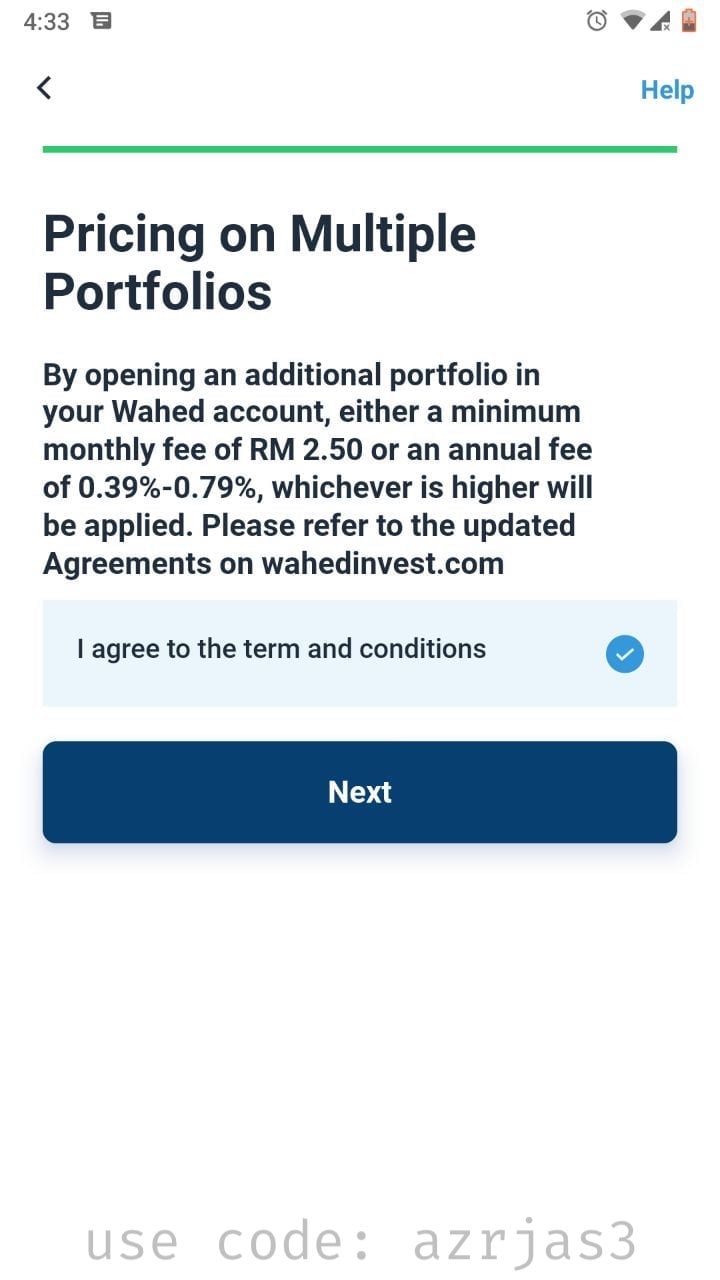 4:33
Help
Pricing on Multiple
Portfolios
By opening an additional portfolio in
your Wahed account, either a minimum
monthly fee of RM 2.50 or an annual fee
of 0.39%-0.79%, whichever is higher will
be applied. Please refer to the updated
Agreements on wahedinvest.com
I agree to the term and conditions
Next
use code: azrjas3